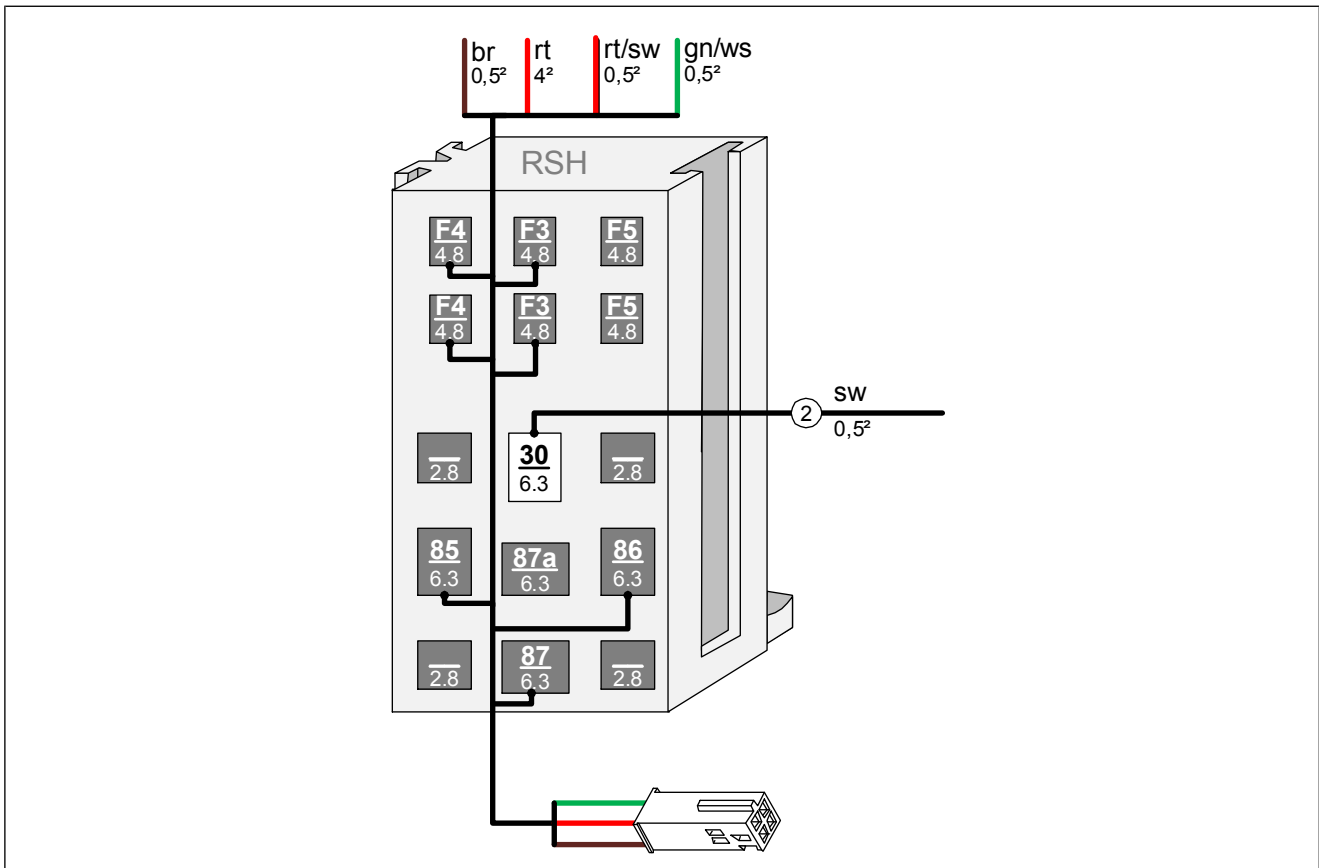 br rt rt/sw gn/ws
0,5² 4² 0,5² 0,5²
RSH
F4 F3 F5
4.8 4.8 4.8
F4 F3 F5
4.8 4.8 4.8
2 sw
0,5²
30
2.8 6.3 2.8
85 87a 86
6.3 6.3 6.3
87
2.8 6.3 2.8